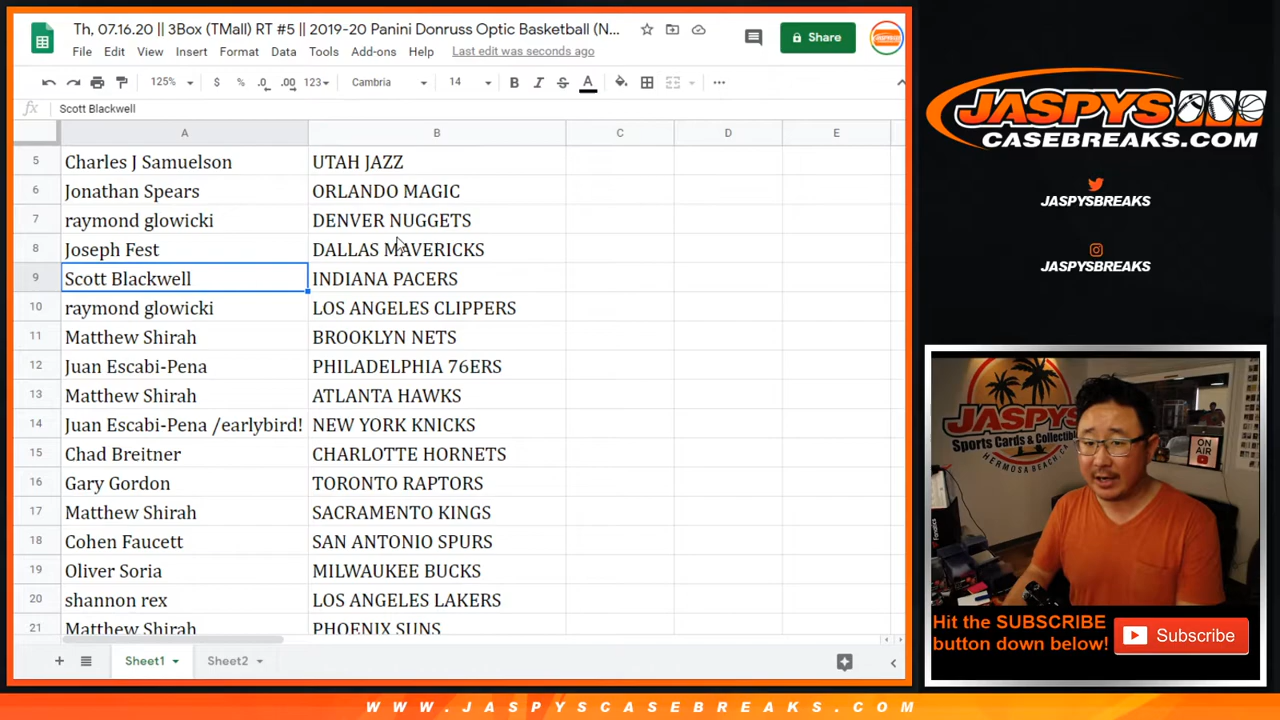 Th, 07.16.20 || 3Box (TMall) RT #5 || 2019-20 Panini Donruss Optic Basketball (N...
File Edit View Insert Format Data Tools Add-ons Help Last edit was seconds ago
Share
125% $ % .0 .00 123 Cambria 14 B I S A
fx Scott Blackwell
A B C D E
5 Charles J Samuelson UTAH JAZZ
6 Jonathan Spears ORLANDO MAGIC
7 raymond glowicki DENVER NUGGETS
8 Joseph Fest DALLAS MAVERICKS
9 Scott Blackwell INDIANA PACERS
10 raymond glowicki LOS ANGELES CLIPPERS
11 Matthew Shirah BROOKLYN NETS
12 Juan Escabi-Pena PHILADELPHIA 76ERS
13 Matthew Shirah ATLANTA HAWKS
14 Juan Escabi-Pena /earlybird! NEW YORK KNICKS
15 Chad Breitner CHARLOTTE HORNETS
16 Gary Gordon TORONTO RAPTORS
17 Matthew Shirah SACRAMENTO KINGS
18 Cohen Faucett SAN ANTONIO SPURS
19 Oliver Soria MILWAUKEE BUCKS
20 shannon rex LOS ANGELES LAKERS
21 Matthew Shirah PHOENIX SUNS
Sheet1 Sheet2
JASPYS
CASEBREAKS.COM
JASPYSBREAKS
JASPYSBREAKS
JASPYS
Sports Cards & Collectibles
HERMOSA BEACH, CA
ON AIR
Fanatics
Hit the SUBSCRIBE
button down below!
Subscribe
WWW.JASPYSCASEBREAKS.COM